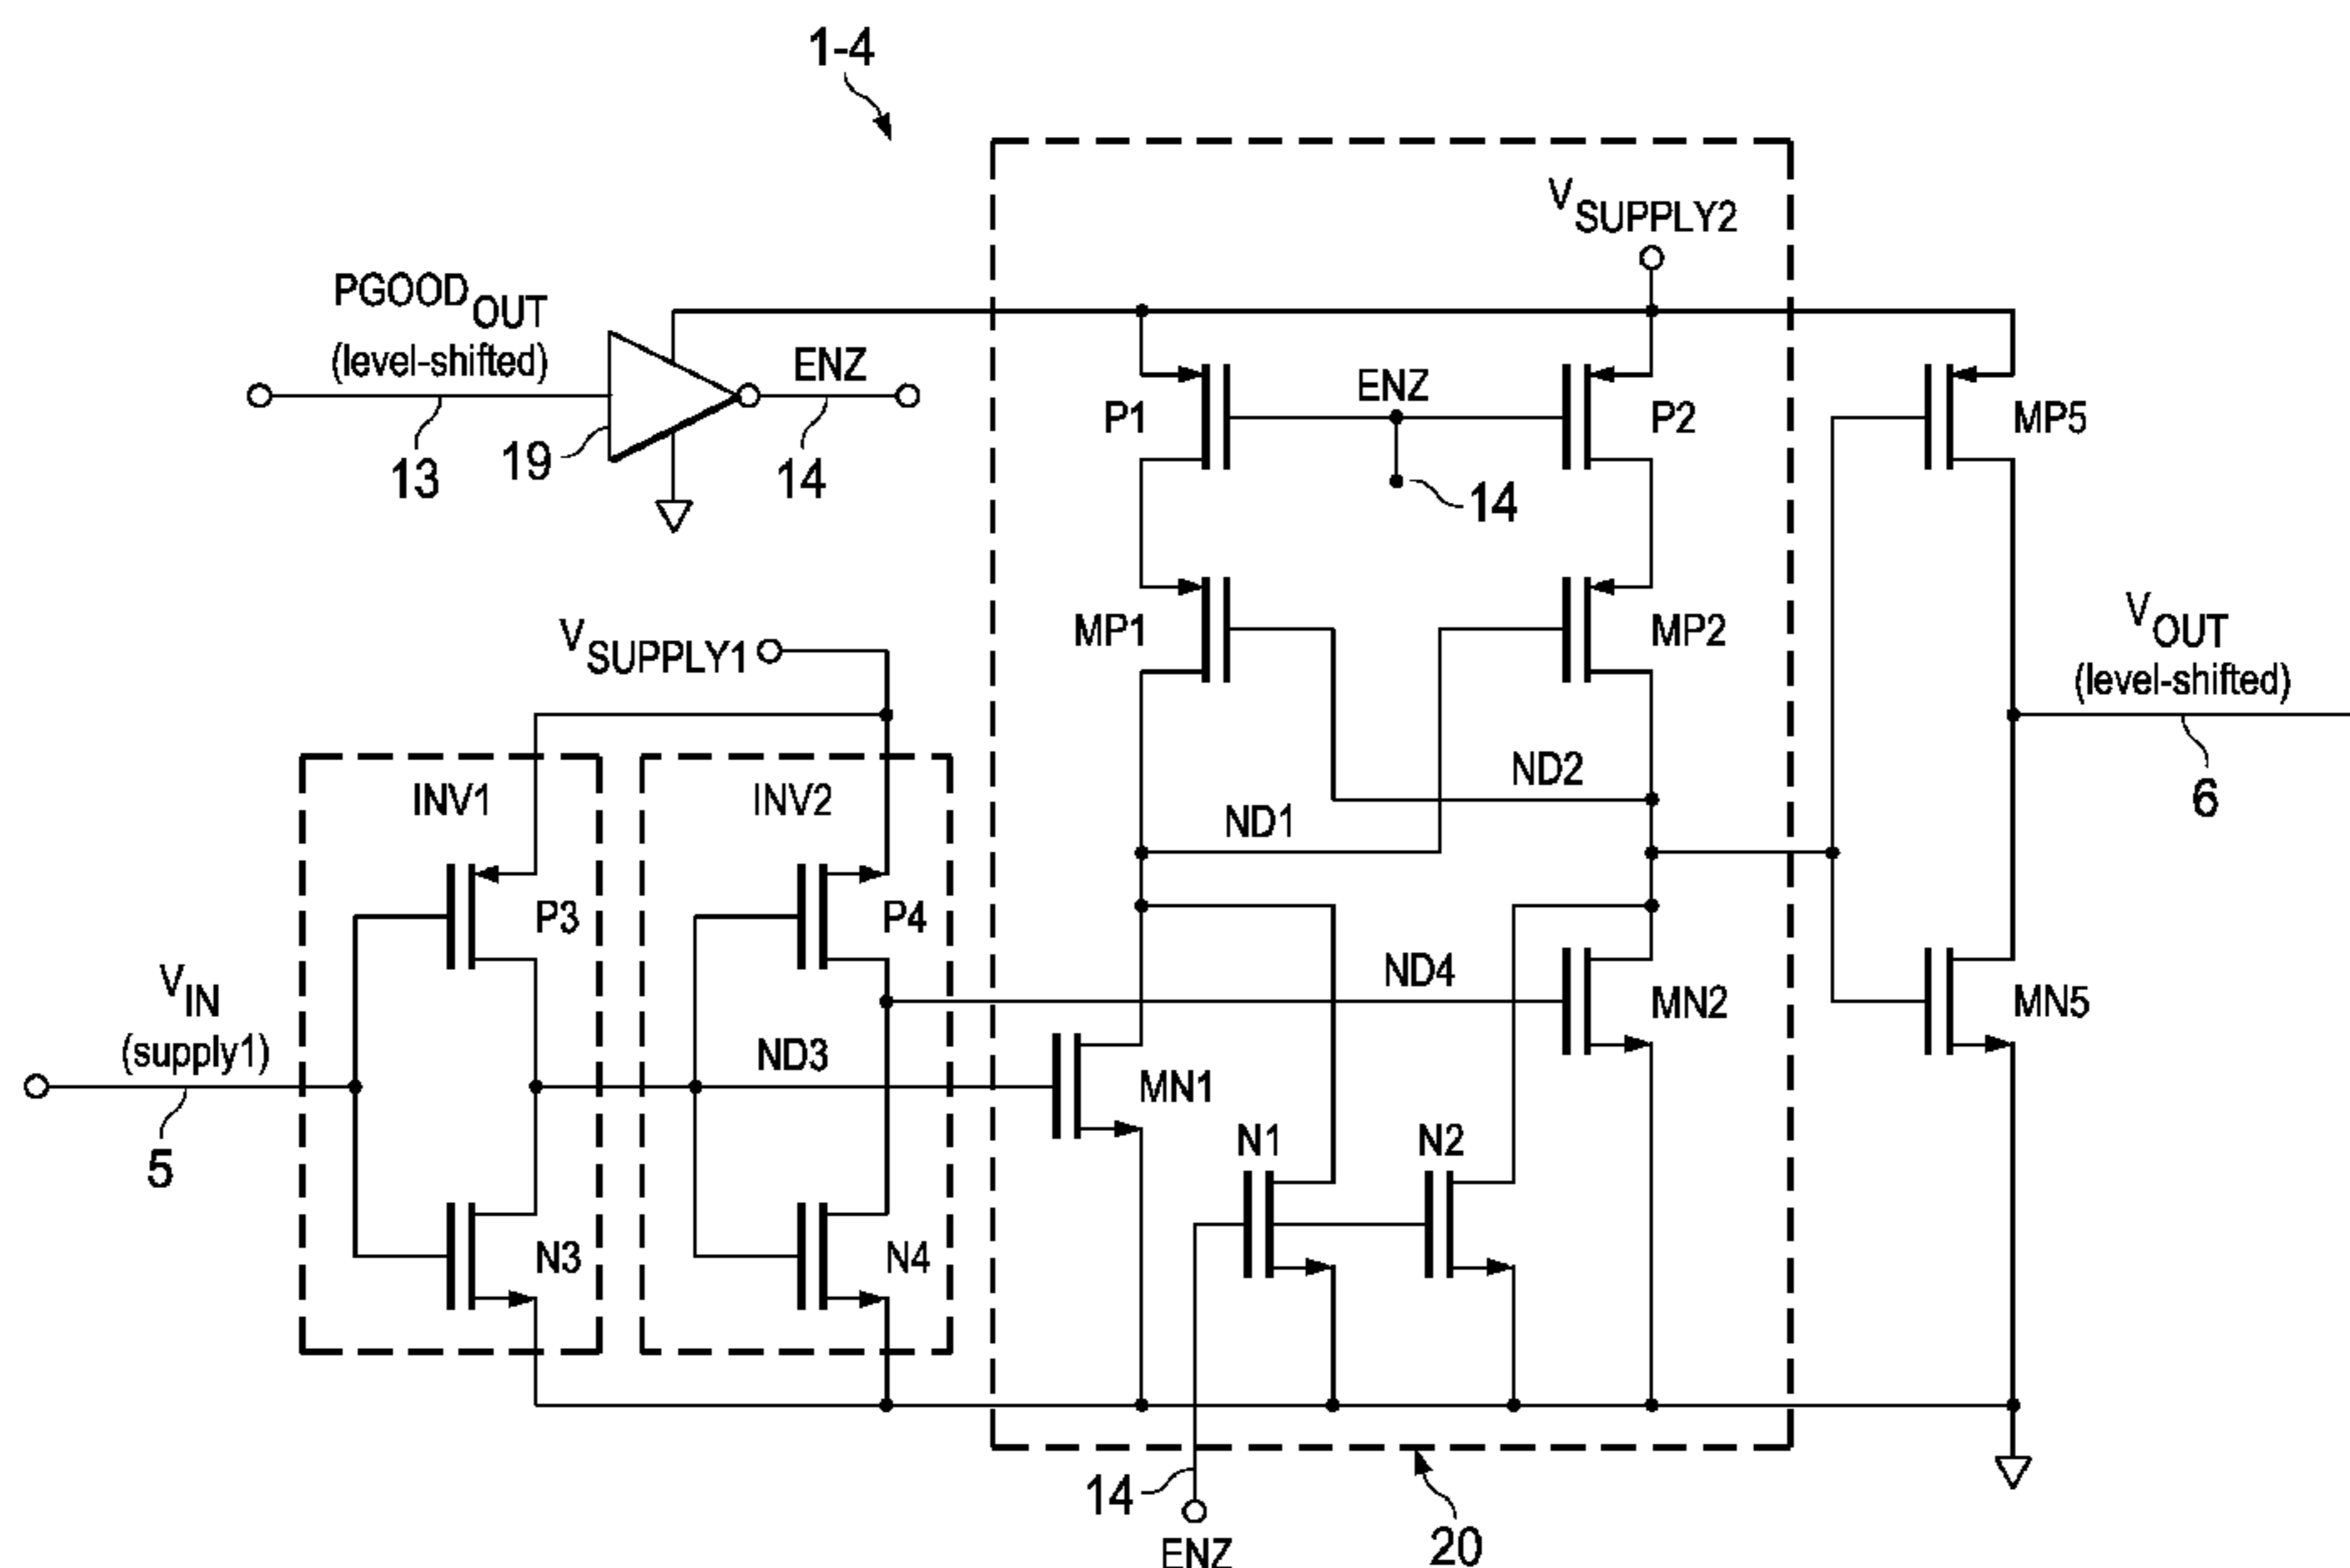 1-4
VSUPPLY2
PGOODOUT
(level-shifted)
ENZ
13
19
14
P1
ENZ
P2
MP5
14
MP1
MP2
VSUPPLY1
VOUT
(level-shifted)
6
INV1
INV2
ND2
ND1
P3
P4
VIN
(supply1)
5
ND3
ND4
MN1
MN2
MN5
N1
N2
N3
N4
14
ENZ
20